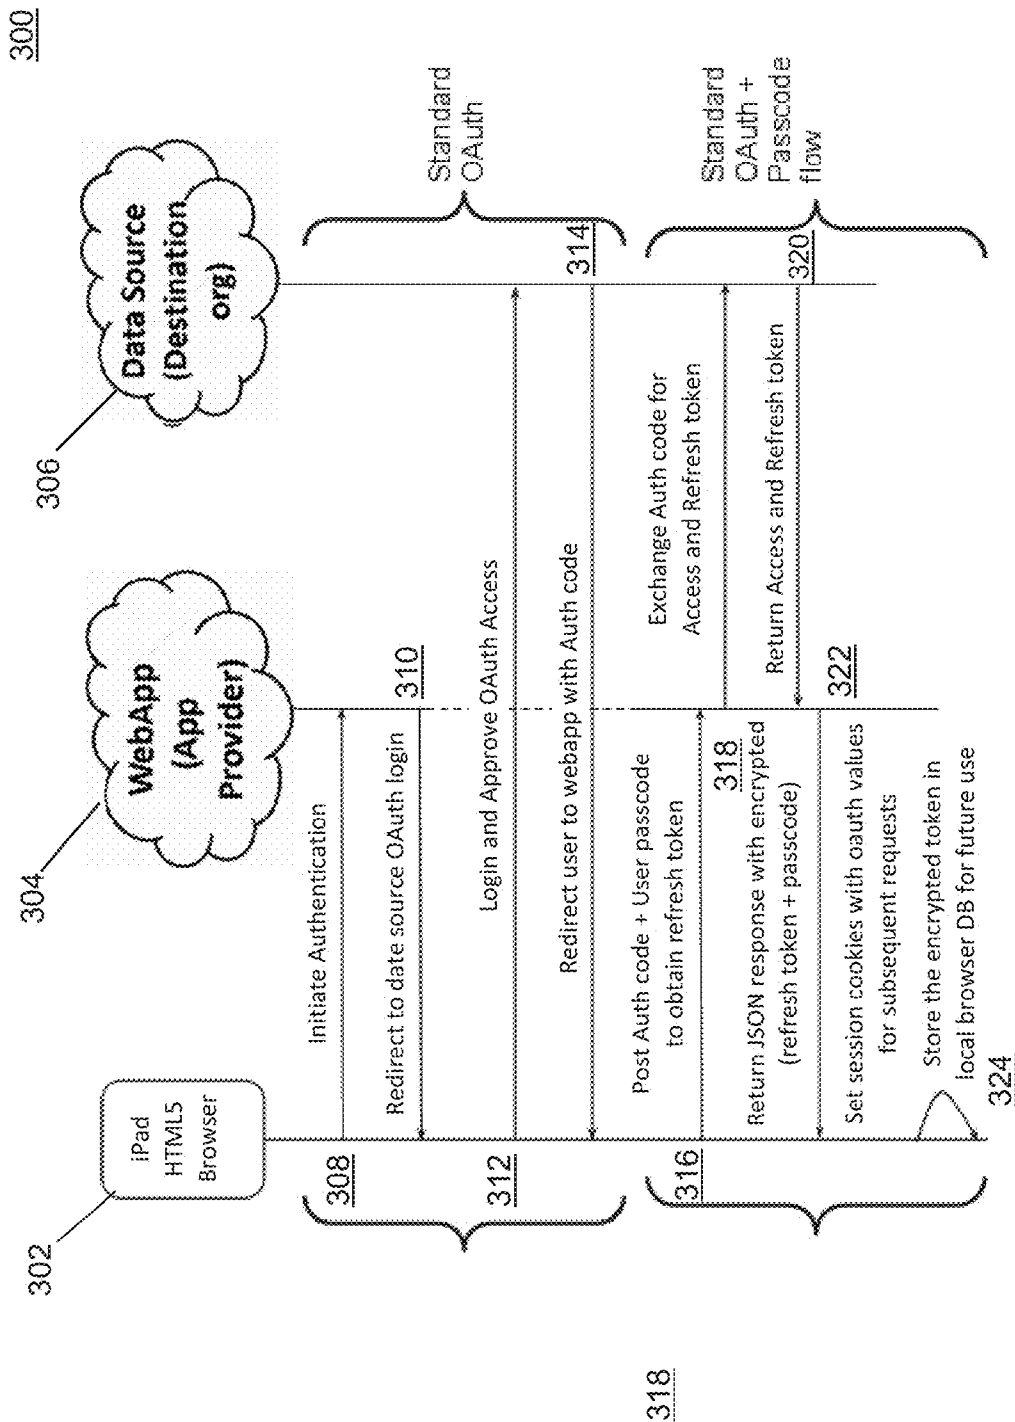 300
302
304
306
iPad
HTML5
Browser
WebApp
(App
Provider)
Data Source
(Destination
org)
308
Initiate Authentication
Redirect to date source OAuth login
310
312
Login and Approve OAuth Access
Redirect user to webapp with Auth code
314
Standard
OAuth
316
Post Auth code + User passcode
to obtain refresh token
318
Exchange Auth code for
Access and Refresh token
Return Access and Refresh token
320
Return JSON response with encrypted
(refresh token + passcode)
322
Set session cookies with oauth values
for subsequent requests
Store the encrypted token in
local browser DB for future use
324
Standard
OAuth +
Passcode
flow
318